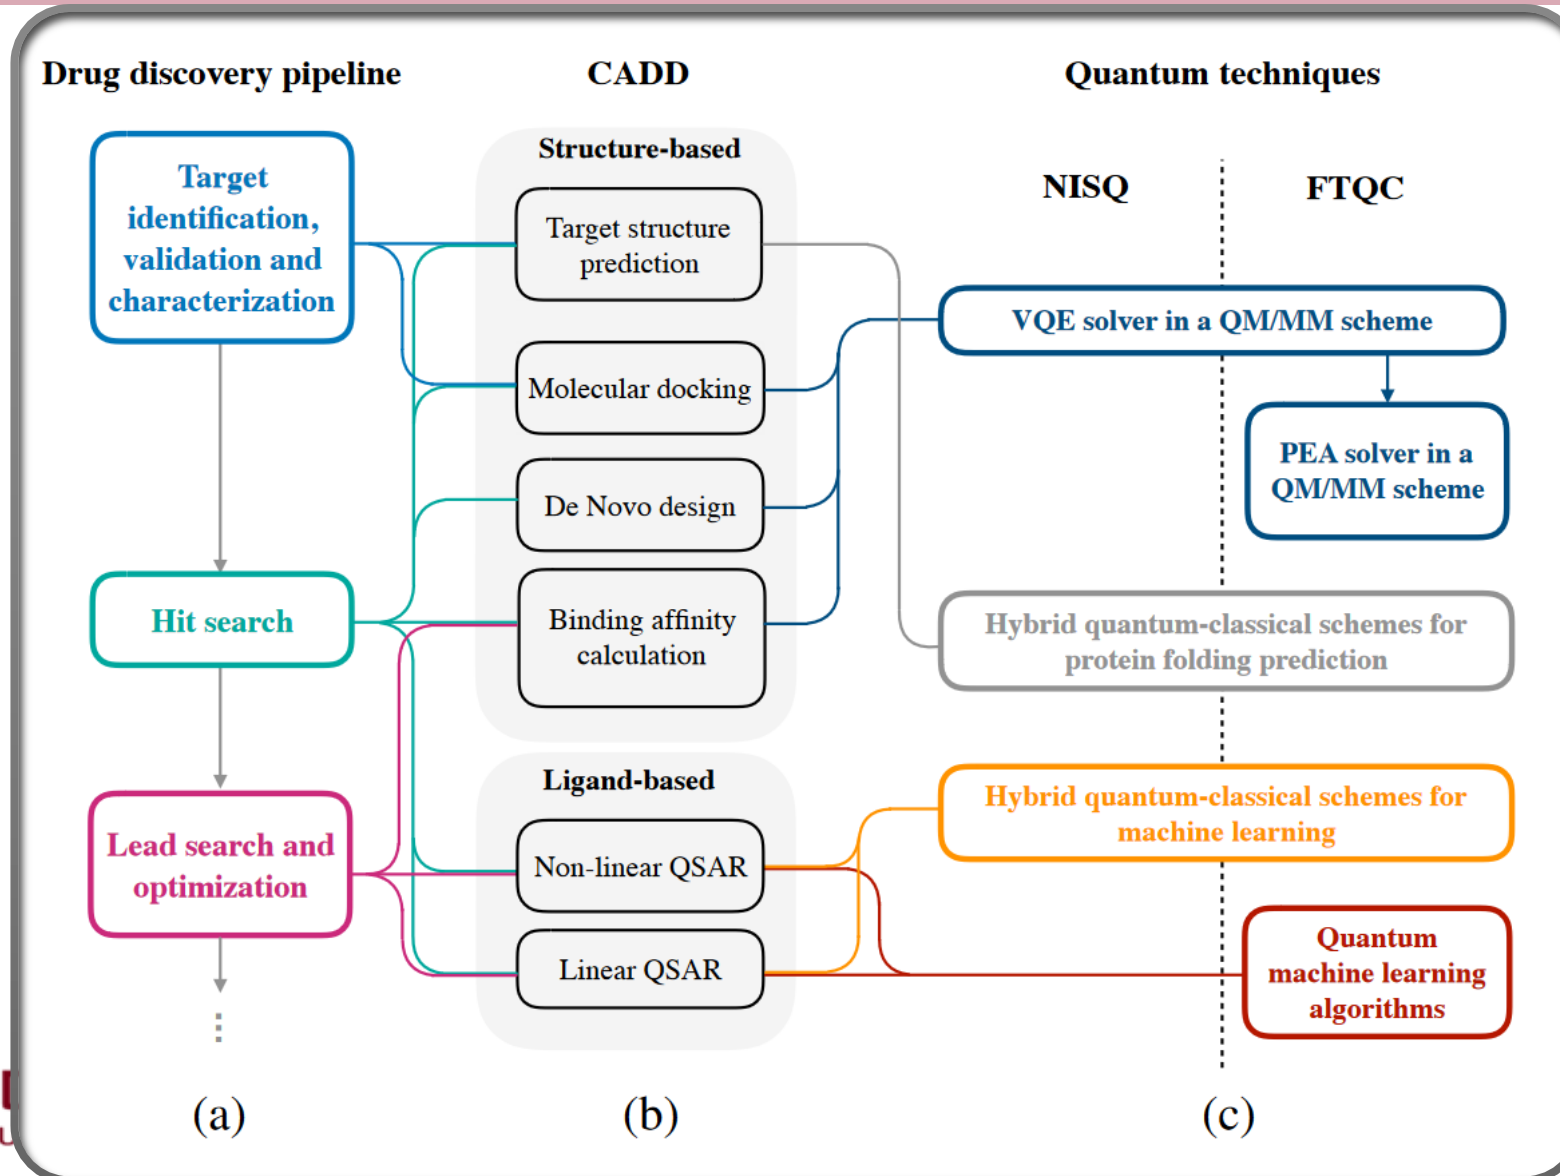 Drug discovery pipeline
CADD
Quantum techniques
Target
identification,
validation and
characterization
Hit search
Lead search and
optimization
⋮
(a)
Structure-based
Target structure
prediction
Molecular docking
De Novo design
Binding affinity
calculation
Ligand-based
Non-linear QSAR
Linear QSAR
(b)
NISQ
FTQC
VQE solver in a QM/MM scheme
PEA solver in a
QM/MM scheme
Hybrid quantum-classical schemes for
protein folding prediction
Hybrid quantum-classical schemes for
machine learning
Quantum
machine learning
algorithms
(c)